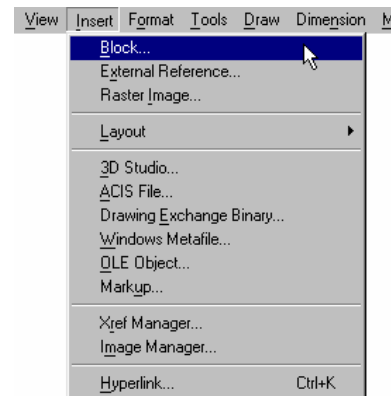 View Insert Format Tools Draw Dimension M
Block...
External Reference...
Raster Image...
Layout
3D Studio...
ACIS File...
Drawing Exchange Binary...
Windows Metafile...
OLE Object...
Markup...
Xref Manager...
Image Manager...
Hyperlink... Ctrl+K